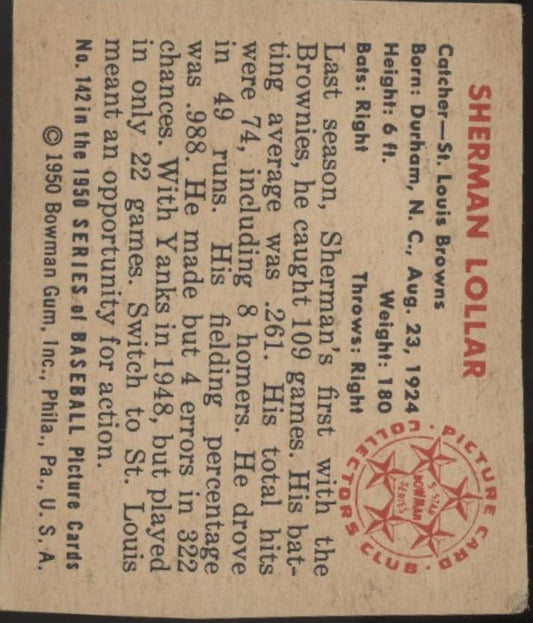 SHERMAN LOLLAR
Catcher—St. Louis Browns
Born: Durham, N. C., Aug. 23, 1924
Height: 6 ft. Weight: 180
Bats: Right Throws: Right
Last season, Sherman's first with the
Brownies, he caught 109 games. His bat-
ting average was .261. His total hits
were 74, including 8 homers. He drove
in 49 runs. His fielding percentage
was .988. He made but 4 errors in 322
chances. With Yanks in 1948, but played
in only 22 games. Switch to St. Louis
meant an opportunity for action.
No. 142 in the 1950 SERIES of BASEBALL Picture Cards
© 1950 Bowman Gum, Inc., Phila., Pa., U. S. A.
PICTURE CARD
COLLECTORS CLUB
5-STAR
BOWMAN
SERIES